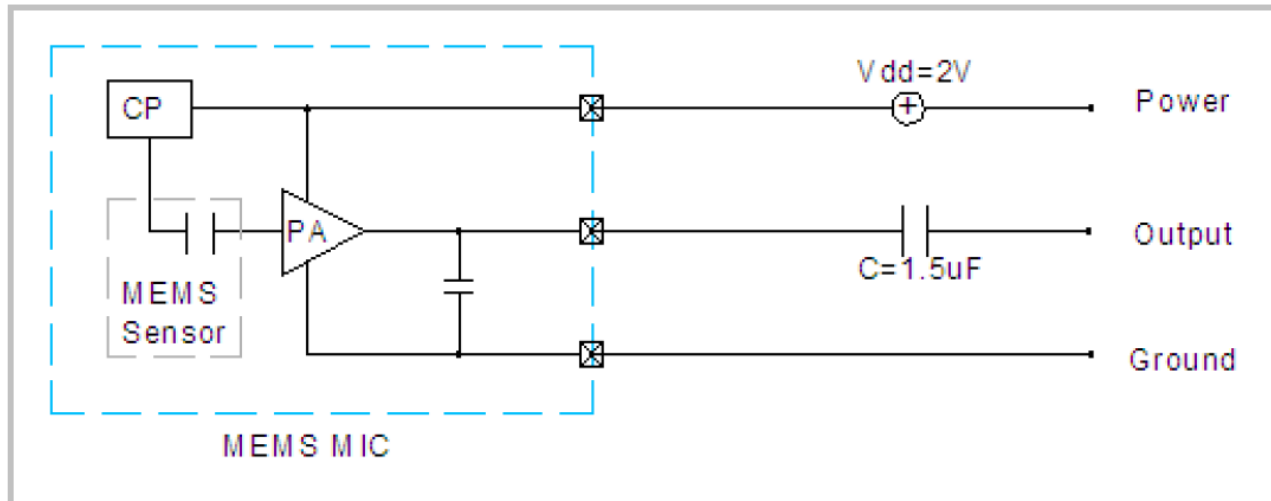 Vdd=2V
CP
Power
PA
Output
C=1.5uF
MEMS
Sensor
Ground
MEMS MIC